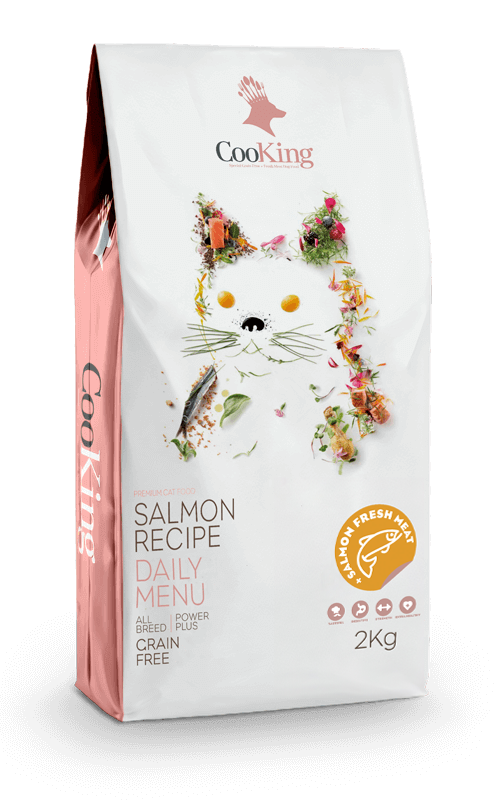 CooKing
CooKing
PREMIUM CAT FOOD
SALMON
RECIPE
DAILY
MENU
ALL
BREED
POWER
PLUS
GRAIN
FREE
+ SALMON FRESH MEAT
2Kg